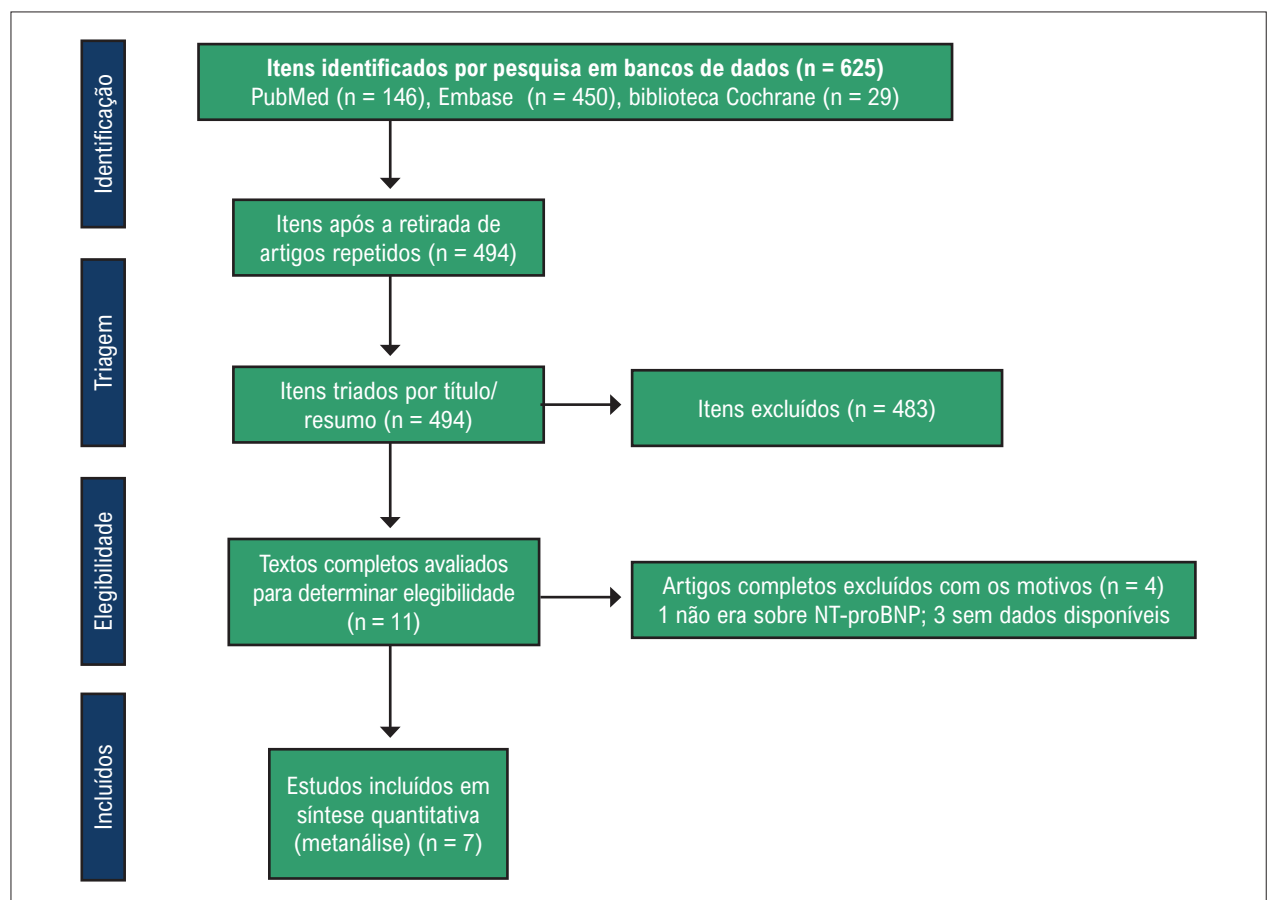 Identificação
Itens identificados por pesquisa em bancos de dados (n = 625)
PubMed (n = 146), Embase (n = 450), biblioteca Cochrane (n = 29)
Itens após a retirada de
artigos repetidos (n = 494)
Triagem
Itens triados por título/
resumo (n = 494)
Itens excluídos (n = 483)
Elegibilidade
Textos completos avaliados
para determinar elegibilidade
(n = 11)
Artigos completos excluídos com os motivos (n = 4)
1 não era sobre NT-proBNP; 3 sem dados disponíveis
Incluídos
Estudos incluídos em
síntese quantitativa
(metanálise) (n = 7)